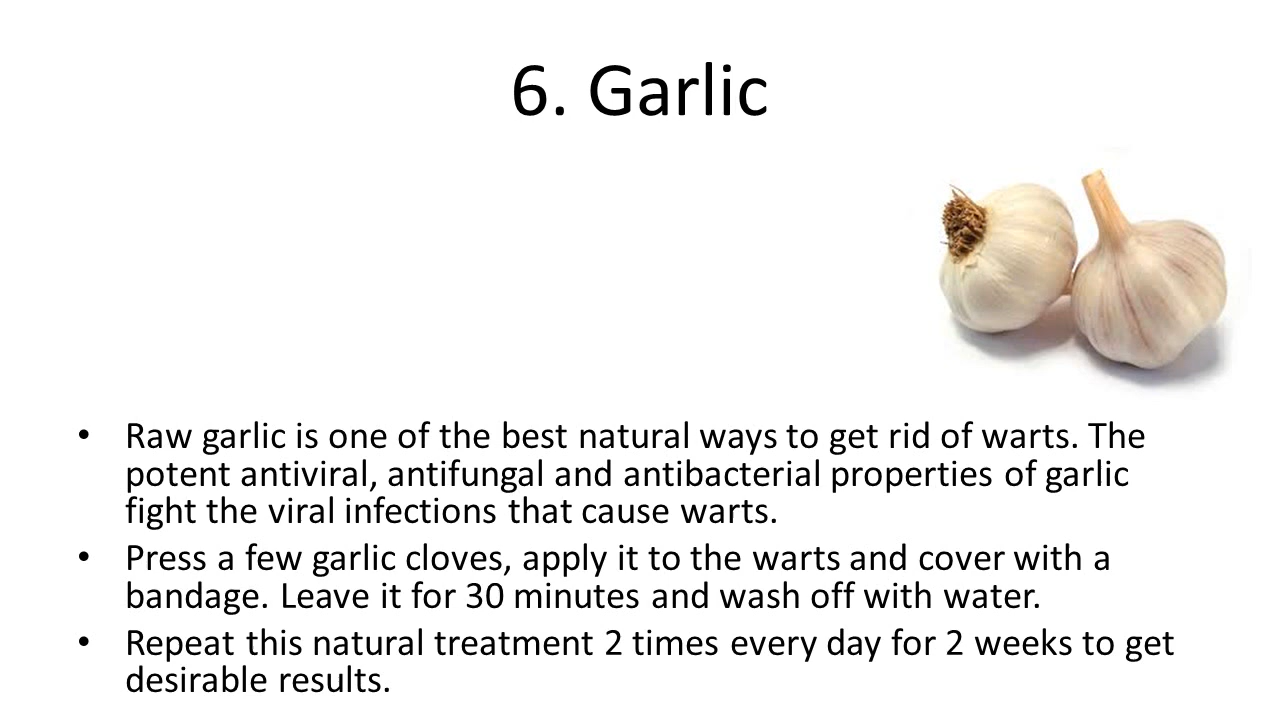 6. Garlic
• Raw garlic is one of the best natural ways to get rid of warts. The
potent antiviral, antifungal and antibacterial properties of garlic
fight the viral infections that cause warts.
• Press a few garlic cloves, apply it to the warts and cover with a
bandage. Leave it for 30 minutes and wash off with water.
• Repeat this natural treatment 2 times every day for 2 weeks to get
desirable results.